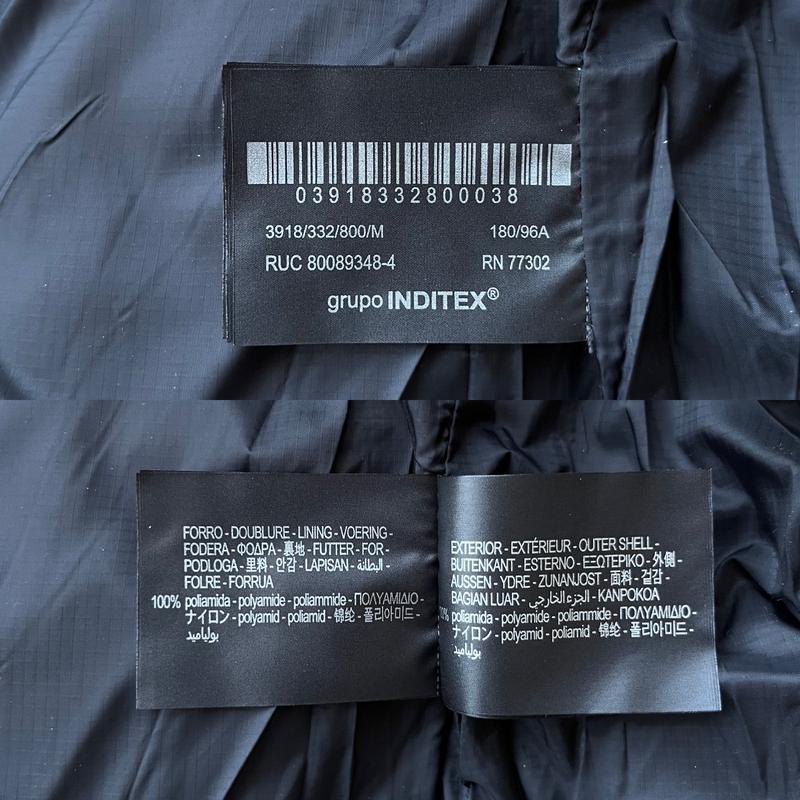 03918332800038
3918/332/800/M 180/96A
RUC 80089348-4 RN 77302
grupo INDITEX®
FORRO - DOUBLURE - LINING - VOERING -
FODERA - ΦΟΔΡΑ - 裏地 - FUTTER - FOR -
PODLOGA - 里料 - 안감 - LAPISAN - البطانة -
FOLRE - FORRUA
100% poliamida - polyamide - poliammide - ΠΟΛΥΑΜΙΔΙΟ -
ナイロン - polyamid - poliamid - 锦纶 - 폴리아미드 -
بولياميد
EXTERIOR - EXTÉRIEUR - OUTER SHELL -
BUITENKANT - ESTERNO - ΕΞΩΤΕΡΙΚΟ - 外側 -
AUSSEN - YDRE - ZUNANJOST - 面料 - 겉감 -
BAGIAN LUAR - الجزء الخارجي - KANPOKOA
0% poliamida - polyamide - poliammide - ΠΟΛΥΑΜΙΔΙΟ -
ナイロン - polyamid - poliamid - 锦纶 - 폴리아미드 -
بولياميد